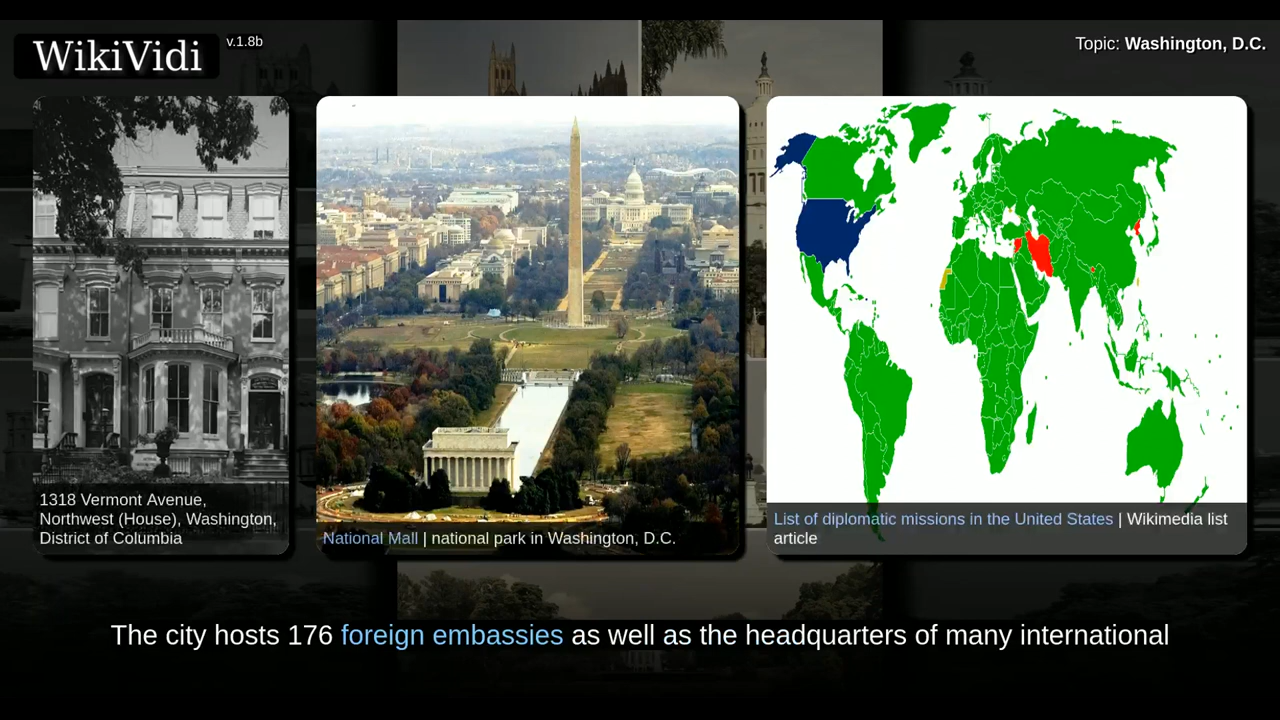 WikiVidi
v.1.8b
Topic: Washington, D.C.
1318 Vermont Avenue,
Northwest (House), Washington,
District of Columbia
National Mall | national park in Washington, D.C.
List of diplomatic missions in the United States | Wikimedia list
article
The city hosts 176 foreign embassies as well as the headquarters of many international